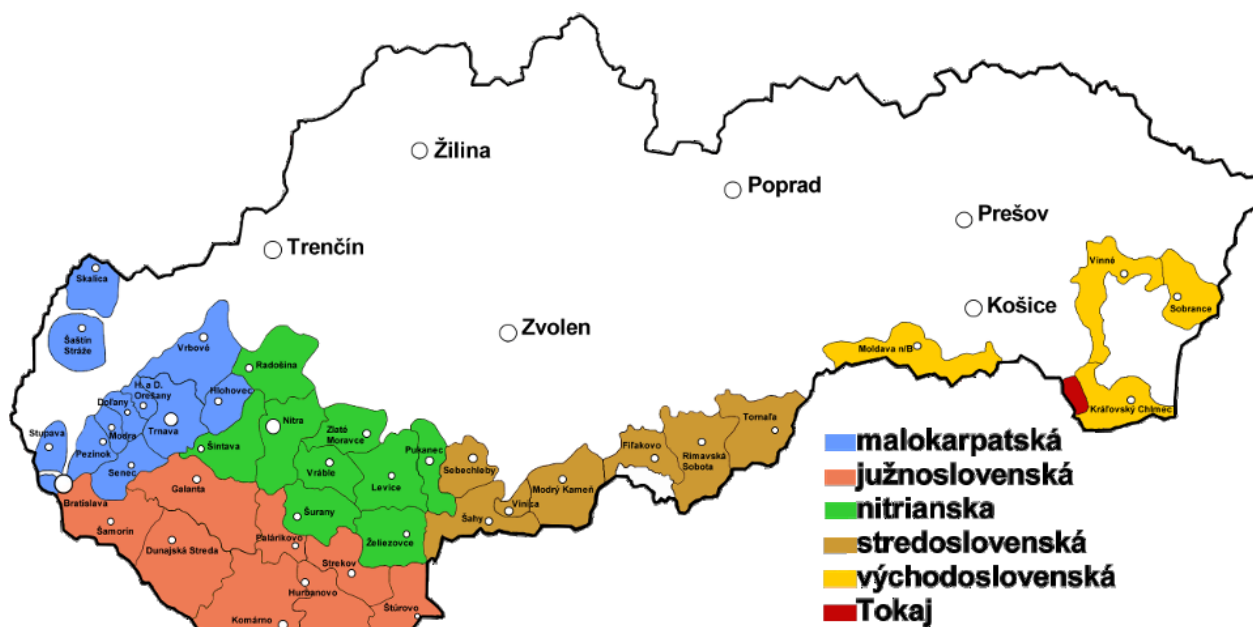 Žilina
Poprad
Prešov
Trenčín
Vinné
Skalica
Košice
Sobrance
Zvolen
Šaštín
Stráže
Vrbové
Moldava n/B
Radošina
H. a D.
Orešany
Hlohovec
Doľany
Kráľovský Chlmec
Tornaľa
Stupava
Modra
Trnava
Nitra
Zlaté
Moravce
Šintava
Pukanec
Fiľakovo
Rimavská
Sobota
Pezinok
Senec
Vráble
Levice
Sebechleby
Modrý Kameň
Galanta
Bratislava
Vinica
Šurany
Šahy
Šamorín
Dunajská Streda
Palárikovo
Želiezovce
Strekov
Hurbanovo
Štúrovo
Komárno
malokarpatská
južnoslovenská
nitrianska
stredoslovenská
východoslovenská
Tokaj